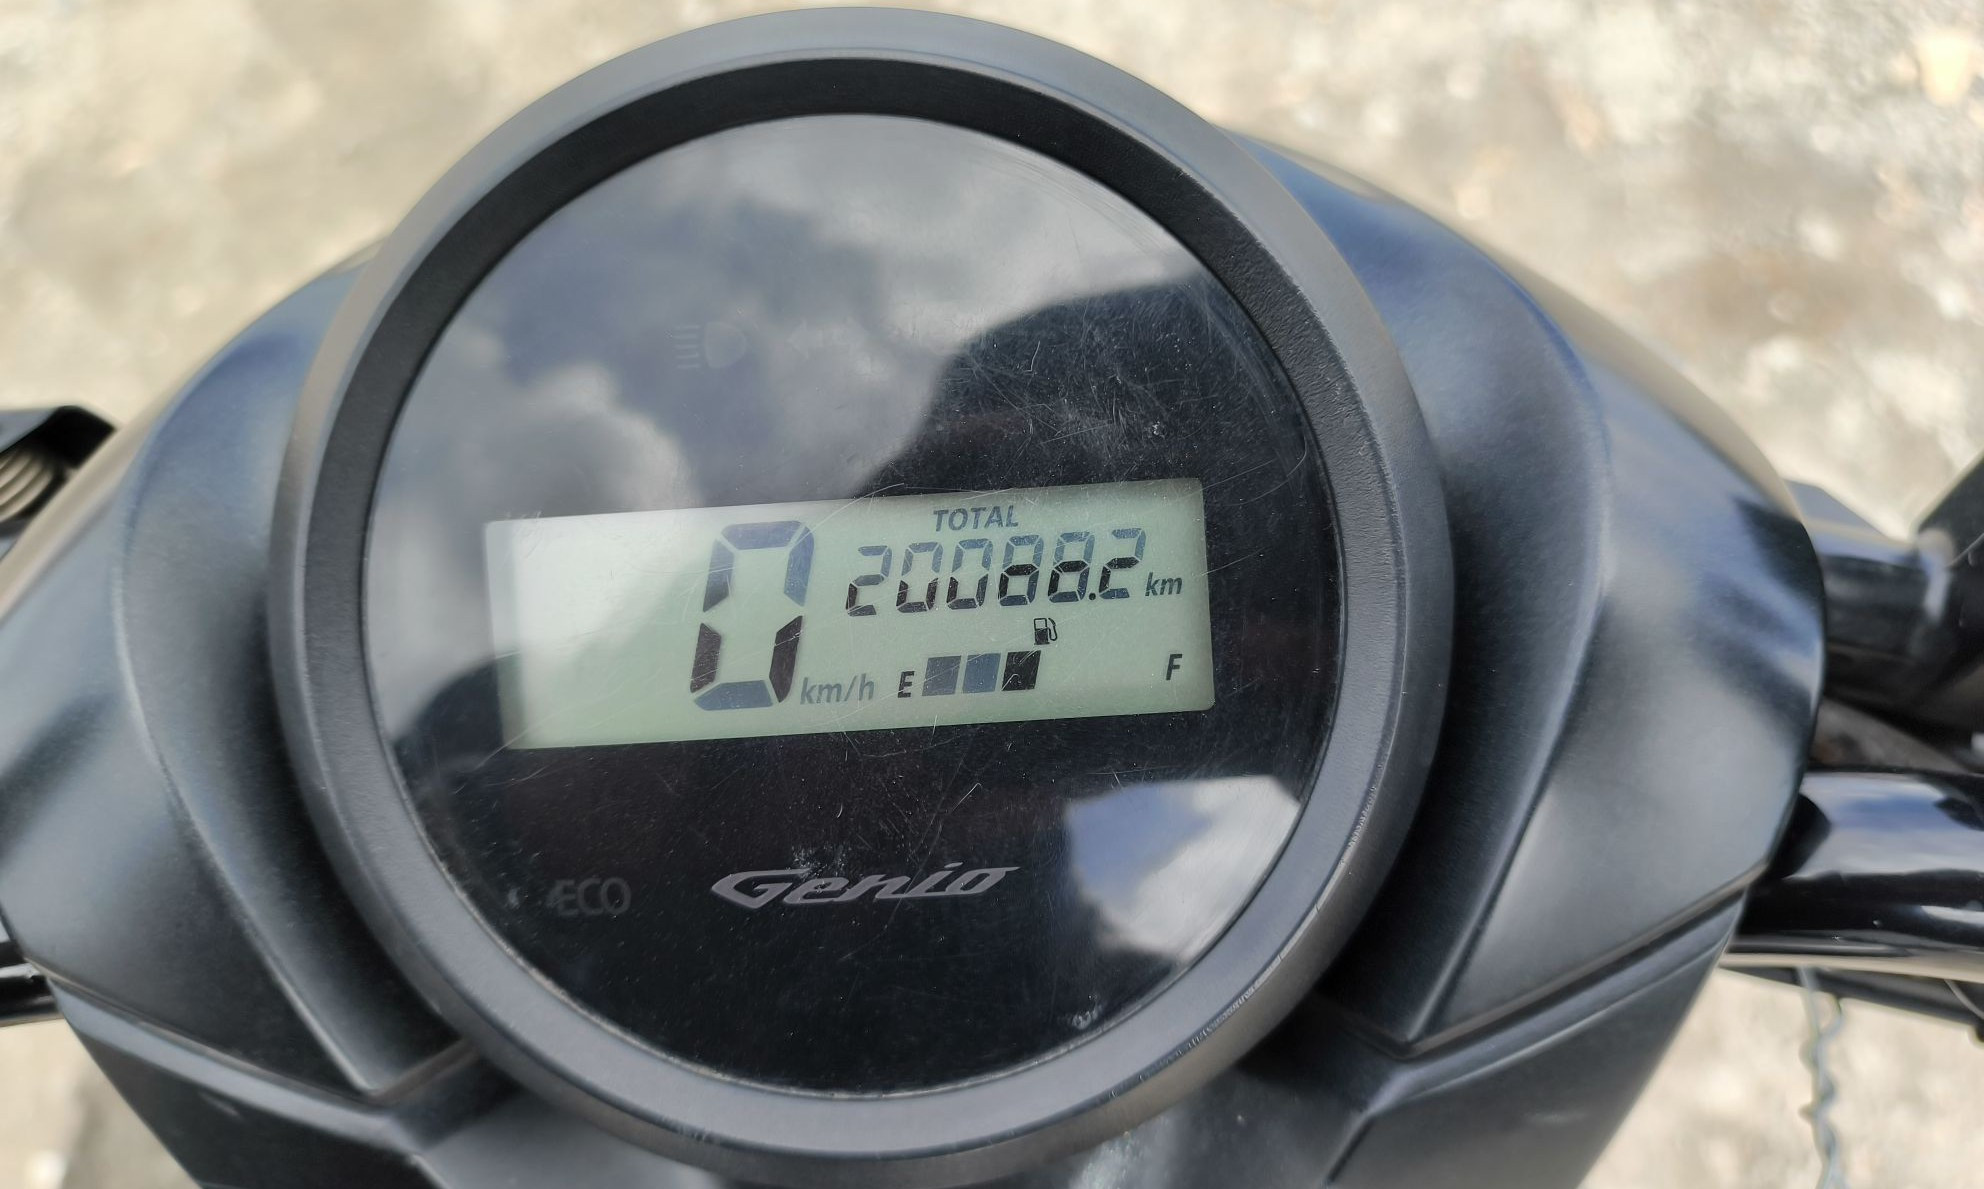 TOTAL
0 km/h 20088.2 km
E F
ECO
Genio